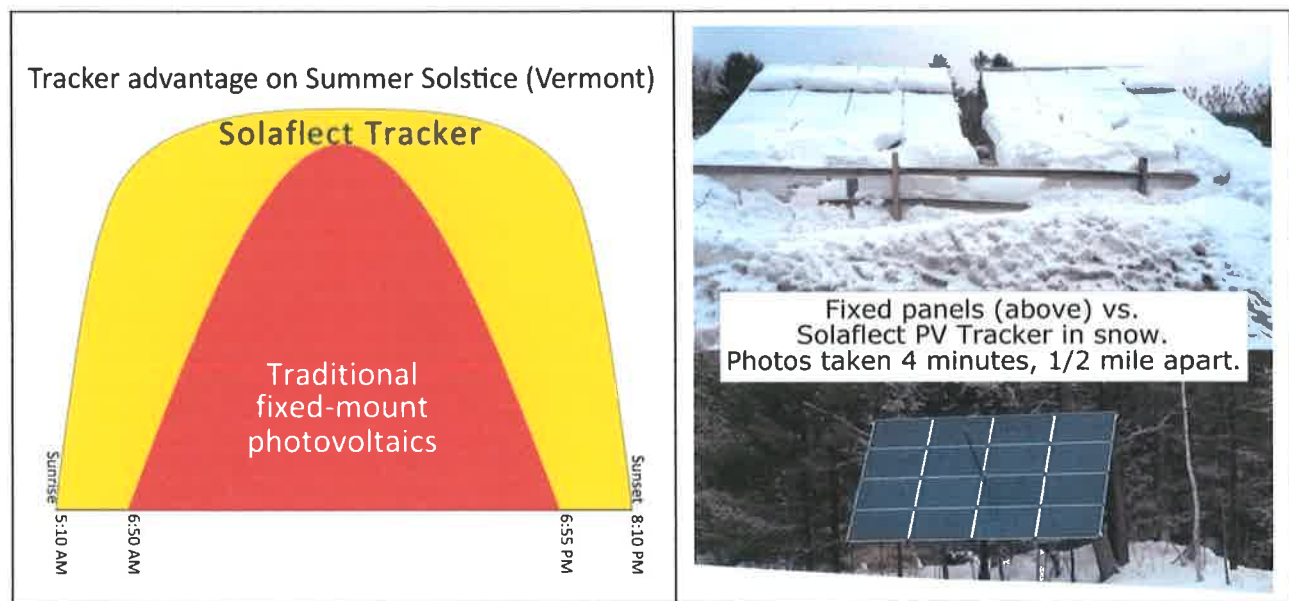 Tracker advantage on Summer Solstice (Vermont)
Solaflect Tracker
Traditional
fixed-mount
photovoltaics
Sunrise
5:10 AM
6:50 AM
6:55 PM
Sunset
8:10 PM
Fixed panels (above) vs.
Solaflect PV Tracker in snow.
Photos taken 4 minutes, 1/2 mile apart.